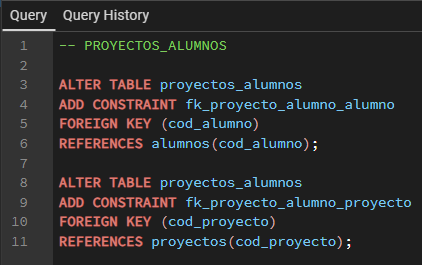 Query Query History
1 -- PROYECTOS_ALUMNOS
2
3 ALTER TABLE proyectos_alumnos
4 ADD CONSTRAINT fk_proyecto_alumno_alumno
5 FOREIGN KEY (cod_alumno)
6 REFERENCES alumnos(cod_alumno);
7
8 ALTER TABLE proyectos_alumnos
9 ADD CONSTRAINT fk_proyecto_alumno_proyecto
10 FOREIGN KEY (cod_proyecto)
11 REFERENCES proyectos(cod_proyecto);